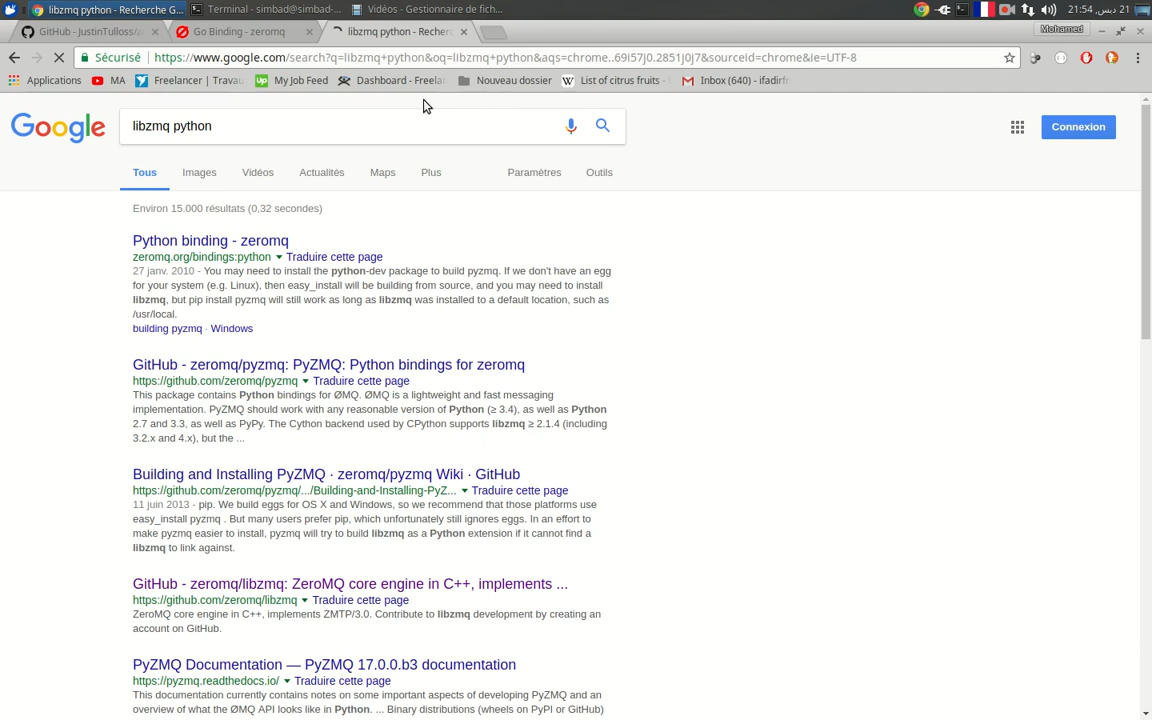 libzmq python - Recherche G...
Terminal - simbad@simbad-...
Vidéos - Gestionnaire de fich...
21 دبس, 21:54
GitHub - JustinTulloss/z
Go Binding - zeromq
libzmq python - Recher
Mohamed
Sécurisé
https://www.google.com/search?q=libzmq+python&oq=libzmq+python&aqs=chrome..69i57j0.2851j0j7&sourceid=chrome&ie=UTF-8
Applications
MA
Freelancer | Travau
My Job Feed
Dashboard - Freelan
Nouveau dossier
List of citrus fruits -
Inbox (640) - ifadirfr
Google
libzmq python
Connexion
Tous
Images
Vidéos
Actualités
Maps
Plus
Paramètres
Outils
Environ 15.000 résultats (0,32 secondes)
Python binding - zeromq
zeromq.org/bindings:python ▼ Traduire cette page
27 janv. 2010 - You may need to install the python-dev package to build pyzmq. If we don't have an egg
for your system (e.g. Linux), then easy_install will be building from source, and you may need to install
libzmq, but pip install pyzmq will still work as long as libzmq was installed to a default location, such as
/usr/local.
building pyzmq · Windows
GitHub - zeromq/pyzmq: PyZMQ: Python bindings for zeromq
https://github.com/zeromq/pyzmq ▼ Traduire cette page
This package contains Python bindings for ØMQ. ØMQ is a lightweight and fast messaging
implementation. PyZMQ should work with any reasonable version of Python (≥ 3.4), as well as Python
2.7 and 3.3, as well as PyPy. The Cython backend used by CPython supports libzmq ≥ 2.1.4 (including
3.2.x and 4.x), but the ...
Building and Installing PyZMQ · zeromq/pyzmq Wiki · GitHub
https://github.com/zeromq/pyzmq/.../Building-and-Installing-PyZ... ▼ Traduire cette page
11 juin 2013 - pip. We build eggs for OS X and Windows, so we recommend that those platforms use
easy_install pyzmq . But many users prefer pip, which unfortunately still ignores eggs. In an effort to
make pyzmq easier to install, pyzmq will try to build libzmq as a Python extension if it cannot find a
libzmq to link against.
GitHub - zeromq/libzmq: ZeroMQ core engine in C++, implements ...
https://github.com/zeromq/libzmq ▼ Traduire cette page
ZeroMQ core engine in C++, implements ZMTP/3.0. Contribute to libzmq development by creating an
account on GitHub.
PyZMQ Documentation — PyZMQ 17.0.0.b3 documentation
https://pyzmq.readthedocs.io/ ▼ Traduire cette page
This documentation currently contains notes on some important aspects of developing PyZMQ and an
overview of what the ØMQ API looks like in Python. ... Binary distributions (wheels on PyPI or GitHub)